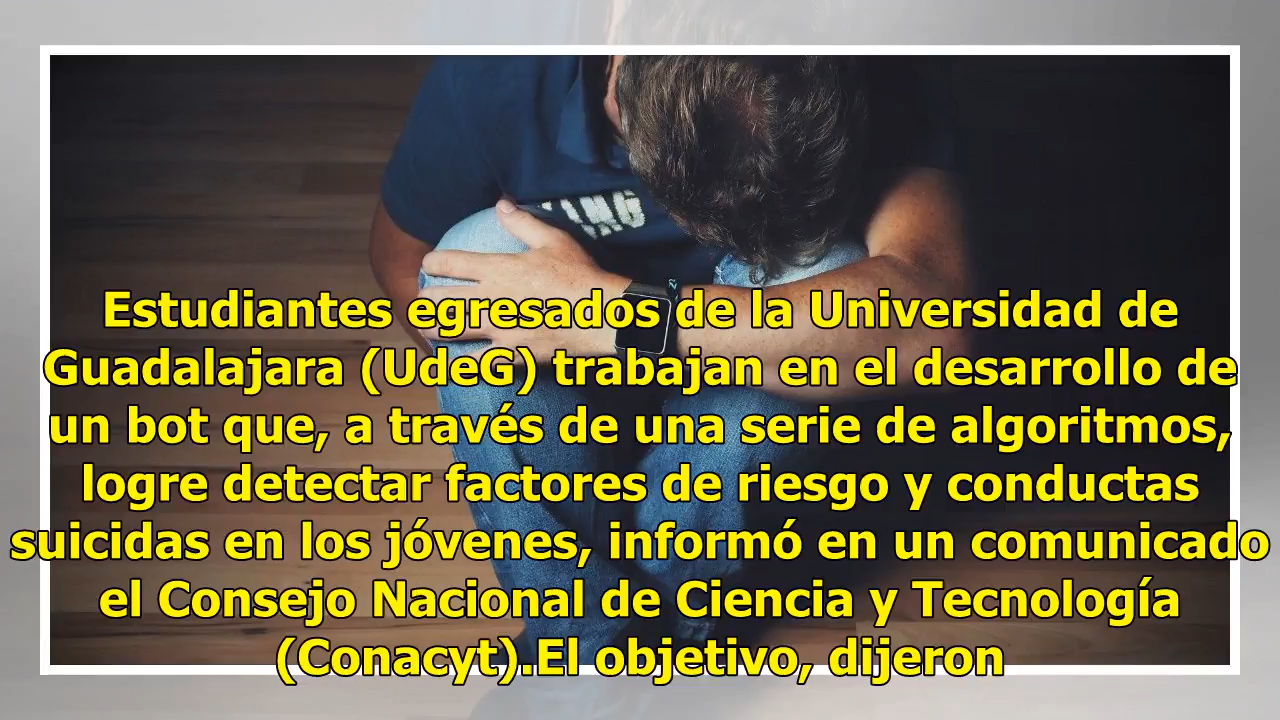 ING
Estudiantes egresados de la Universidad de
Guadalajara (UdeG) trabajan en el desarrollo de
un bot que, a través de una serie de algoritmos,
logre detectar factores de riesgo y conductas
suicidas en los jóvenes, informó en un comunicado
el Consejo Nacional de Ciencia y Tecnología
(Conacyt).El objetivo, dijeron